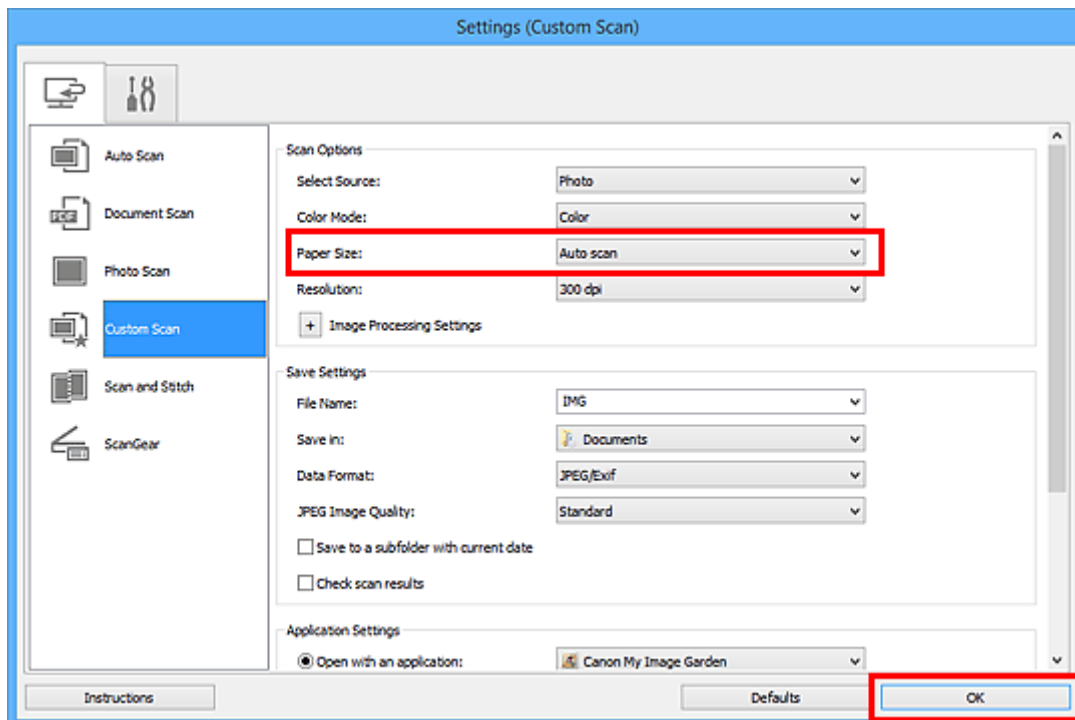 Settings (Custom Scan)
Auto Scan
PDF
Document Scan
Photo Scan
Custom Scan
Scan and Stitch
ScanGear
Scan Options
Select Source: Photo
Color Mode: Color
Paper Size: Auto scan
Resolution: 300 dpi
+ Image Processing Settings
Save Settings
File Name: IMG
Save in: Documents
Data Format: JPEG/Exif
JPEG Image Quality: Standard
Save to a subfolder with current date
Check scan results
Application Settings
Open with an application: Canon My Image Garden
Instructions Defaults OK